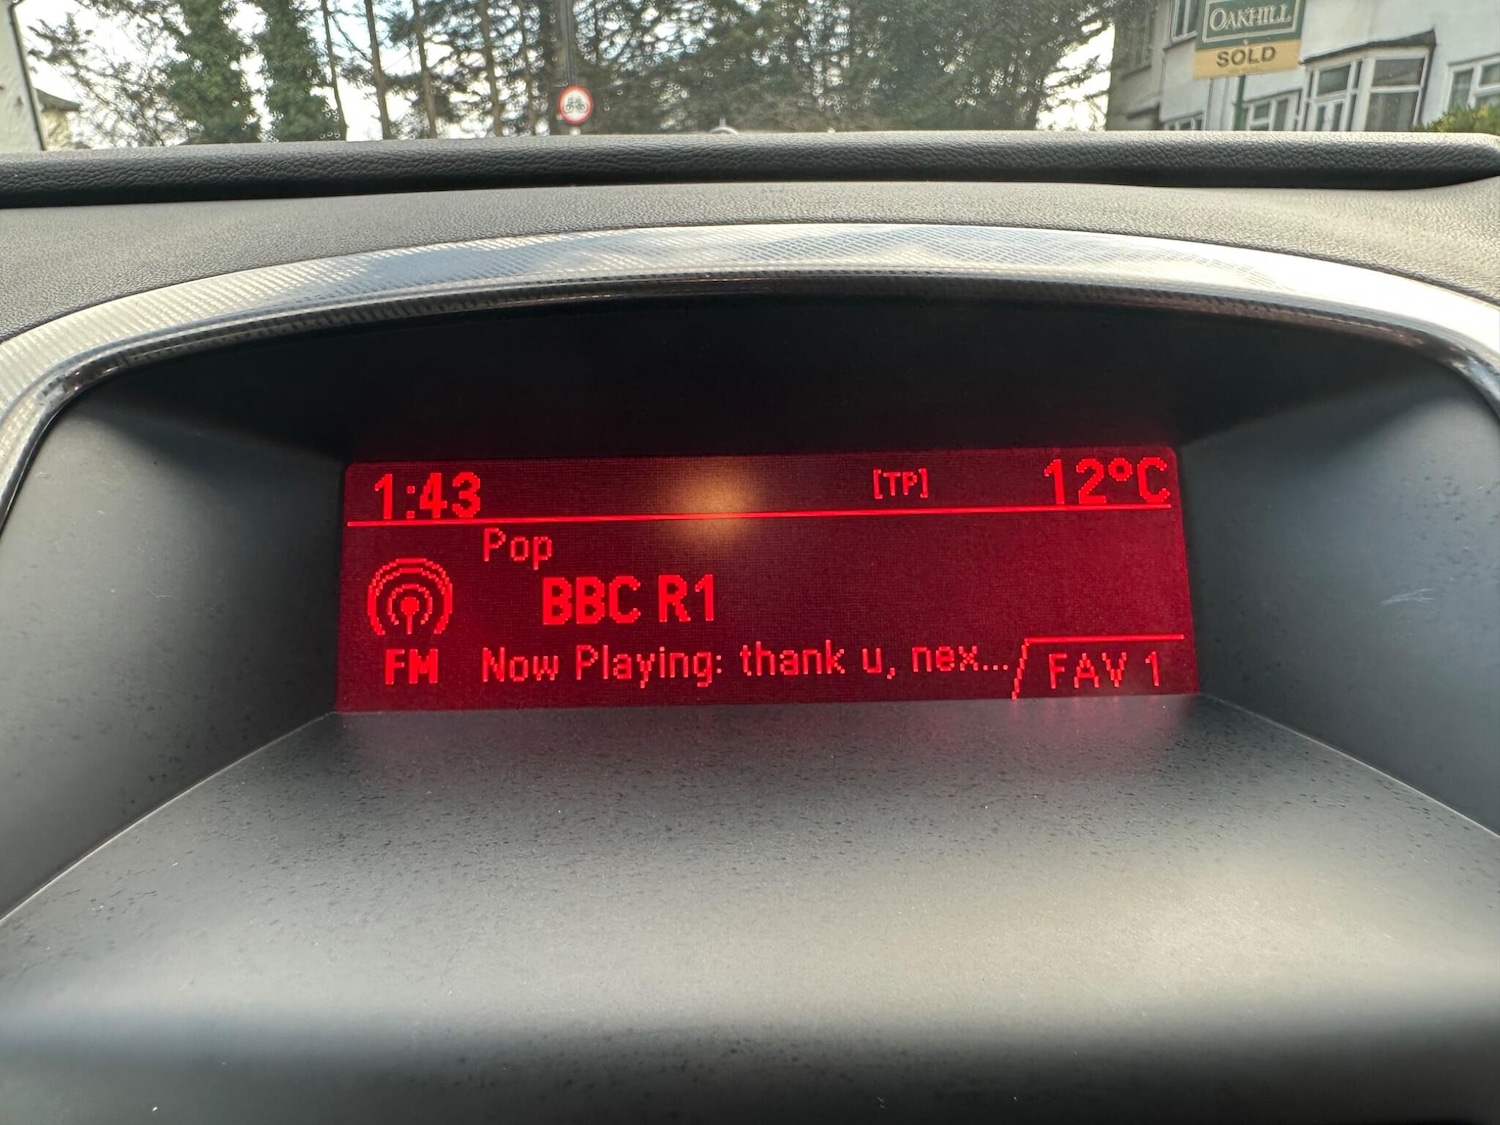 OAKHILL
SOLD
1:43 [TP] 12°C
Pop
BBC R1
FM Now Playing: thank u, nex... FAV 1